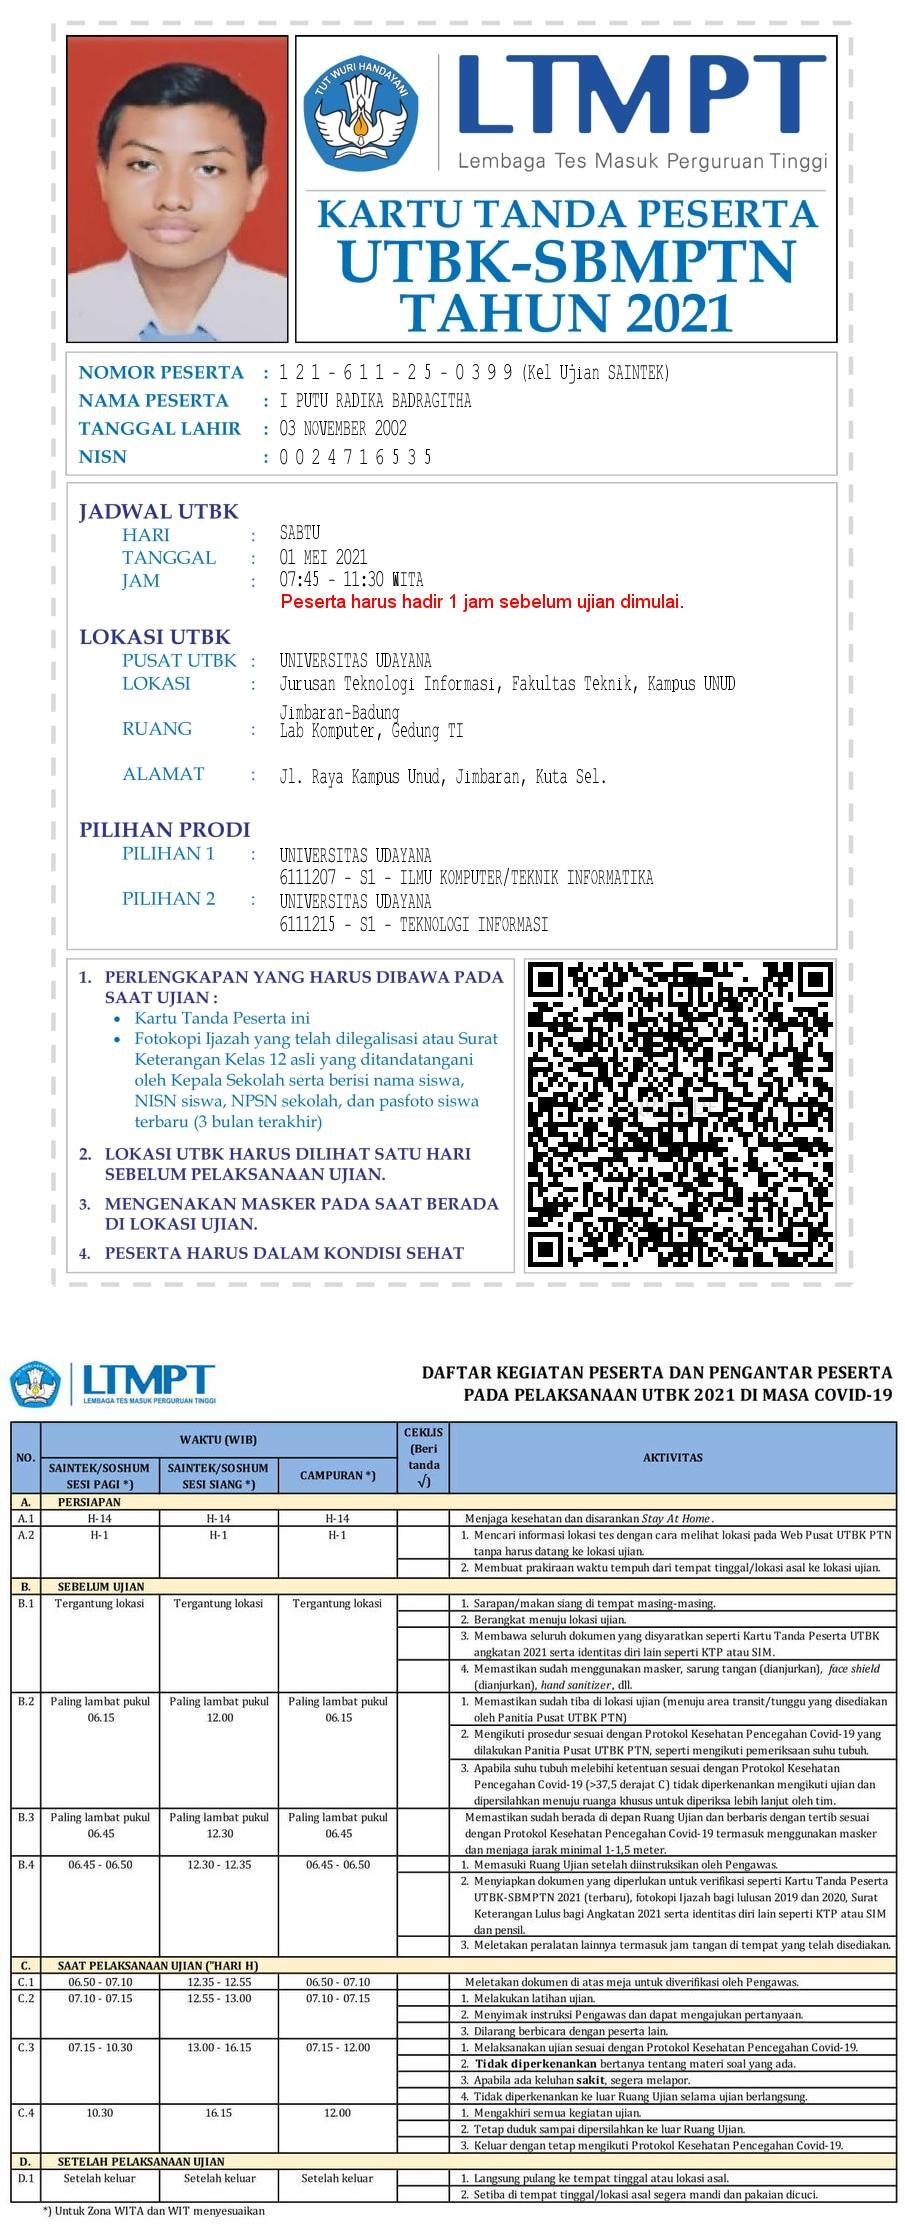 TUT WURI HANDAYANI
LTMPT
Lembaga Tes Masuk Perguruan Tinggi
KARTU TANDA PESERTA
UTBK-SBMPTN
TAHUN 2021
NOMOR PESERTA : 1 2 1 - 6 1 1 - 2 5 - 0 3 9 9 (Kel Ujian SAINTEK)
NAMA PESERTA : I PUTU RADIKA BADRAGITHA
TANGGAL LAHIR : 03 NOVEMBER 2002
NISN : 0 0 2 4 7 1 6 5 3 5
JADWAL UTBK
HARI : SABTU
TANGGAL : 01 MEI 2021
JAM : 07:45 - 11:30 WITA
Peserta harus hadir 1 jam sebelum ujian dimulai.
LOKASI UTBK
PUSAT UTBK : UNIVERSITAS UDAYANA
LOKASI : Jurusan Teknologi Informasi, Fakultas Teknik, Kampus UNUD
Jimbaran-Badung
RUANG : Lab Komputer, Gedung TI
ALAMAT : Jl. Raya Kampus Unud, Jimbaran, Kuta Sel.
PILIHAN PRODI
PILIHAN 1 : UNIVERSITAS UDAYANA
6111207 - S1 - ILMU KOMPUTER/TEKNIK INFORMATIKA
PILIHAN 2 : UNIVERSITAS UDAYANA
6111215 - S1 - TEKNOLOGI INFORMASI
1. PERLENGKAPAN YANG HARUS DIBAWA PADA
SAAT UJIAN :
• Kartu Tanda Peserta ini
• Fotokopi Ijazah yang telah dilegalisasi atau Surat
Keterangan Kelas 12 asli yang ditandatangani
oleh Kepala Sekolah serta berisi nama siswa,
NISN siswa, NPSN sekolah, dan pasfoto siswa
terbaru (3 bulan terakhir)
2. LOKASI UTBK HARUS DILIHAT SATU HARI
SEBELUM PELAKSANAAN UJIAN.
3. MENGENAKAN MASKER PADA SAAT BERADA
DI LOKASI UJIAN.
4. PESERTA HARUS DALAM KONDISI SEHAT
LTMPT
LEMBAGA TES MASUK PERGURUAN TINGGI
DAFTAR KEGIATAN PESERTA DAN PENGANTAR PESERTA
PADA PELAKSANAAN UTBK 2021 DI MASA COVID-19
NO. WAKTU (WIB) CEKLIS (Beri tanda √) AKTIVITAS
SAINTEK/SOSHUM SESI PAGI *) SAINTEK/SOSHUM SESI SIANG *) CAMPURAN *)
A. PERSIAPAN
A.1 H-14 H-14 H-14 Menjaga kesehatan dan disarankan Stay At Home.
A.2 H-1 H-1 H-1 1. Mencari informasi lokasi tes dengan cara melihat lokasi pada Web Pusat UTBK PTN
tanpa harus datang ke lokasi ujian.
2. Membuat prakiraan waktu tempuh dari tempat tinggal/lokasi asal ke lokasi ujian.
B. SEBELUM UJIAN
B.1 Tergantung lokasi Tergantung lokasi Tergantung lokasi 1. Sarapan/makan siang di tempat masing-masing.
2. Berangkat menuju lokasi ujian.
3. Membawa seluruh dokumen yang disyaratkan seperti Kartu Tanda Peserta UTBK
angkatan 2021 serta identitas diri lain seperti KTP atau SIM.
4. Memastikan sudah menggunakan masker, sarung tangan (dianjurkan), face shield
(dianjurkan), hand sanitizer, dll.
B.2 Paling lambat pukul 06.15 Paling lambat pukul 12.00 Paling lambat pukul 06.15 1. Memastikan sudah tiba di lokasi ujian (menuju area transit/tunggu yang disediakan
oleh Panitia Pusat UTBK PTN)
2. Mengikuti prosedur sesuai dengan Protokol Kesehatan Pencegahan Covid-19 yang
dilakukan Panitia Pusat UTBK PTN, seperti mengikuti pemeriksaan suhu tubuh.
3. Apabila suhu tubuh melebihi ketentuan sesuai dengan Protokol Kesehatan
Pencegahan Covid-19 (>37,5 derajat C) tidak diperkenankan mengikuti ujian dan
dipersilahkan menuju ruanga khusus untuk diperiksa lebih lanjut oleh tim.
B.3 Paling lambat pukul 06.45 Paling lambat pukul 12.30 Paling lambat pukul 06.45 Memastikan sudah berada di depan Ruang Ujian dan berbaris dengan tertib sesuai
dengan Protokol Kesehatan Pencegahan Covid-19 termasuk menggunakan masker
dan menjaga jarak minimal 1-1,5 meter.
B.4 06.45 - 06.50 12.30 - 12.35 06.45 - 06.50 1. Memasuki Ruang Ujian setelah diinstruksikan oleh Pengawas.
2. Menyiapkan dokumen yang diperlukan untuk verifikasi seperti Kartu Tanda Peserta
UTBK-SBMPTN 2021 (terbaru), fotokopi Ijazah bagi lulusan 2019 dan 2020, Surat
Keterangan Lulus bagi Angkatan 2021 serta identitas diri lain seperti KTP atau SIM
dan pensil.
3. Meletakan peralatan lainnya termasuk jam tangan di tempat yang telah disediakan.
C. SAAT PELAKSANAAN UJIAN ("HARI H)
C.1 06.50 - 07.10 12.35 - 12.55 06.50 - 07.10 Meletakan dokumen di atas meja untuk diverifikasi oleh Pengawas.
C.2 07.10 - 07.15 12.55 - 13.00 07.10 - 07.15 1. Melakukan latihan ujian.
2. Menyimak instruksi Pengawas dan dapat mengajukan pertanyaan.
3. Dilarang berbicara dengan peserta lain.
C.3 07.15 - 10.30 13.00 - 16.15 07.15 - 12.00 1. Melaksanakan ujian sesuai dengan Protokol Kesehatan Pencegahan Covid-19.
2. Tidak diperkenankan bertanya tentang materi soal yang ada.
3. Apabila ada keluhan sakit, segera melapor.
4. Tidak diperkenankan ke luar Ruang Ujian selama ujian berlangsung.
C.4 10.30 16.15 12.00 1. Mengakhiri semua kegiatan ujian.
2. Tetap duduk sampai dipersilahkan ke luar Ruang Ujian.
3. Keluar dengan tetap mengikuti Protokol Kesehatan Pencegahan Covid-19.
D. SETELAH PELAKSANAAN UJIAN
D.1 Setelah keluar Setelah keluar Setelah keluar 1. Langsung pulang ke tempat tinggal atau lokasi asal.
2. Setiba di tempat tinggal/lokasi asal segera mandi dan pakaian dicuci.
*) Untuk Zona WITA dan WIT menyesuaikan